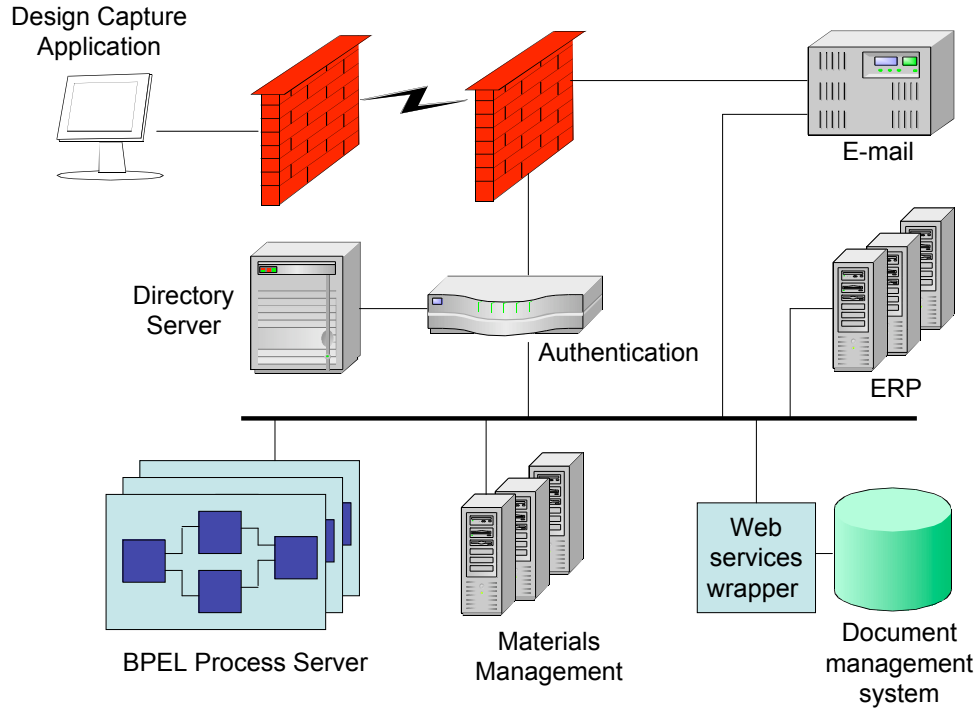 Design Capture
Application
E-mail
Directory
Server
Authentication
ERP
BPEL Process Server
Materials
Management
Web
services
wrapper
Document
management
system